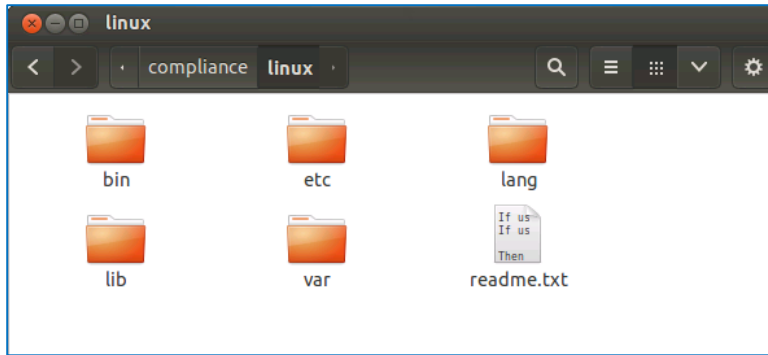 linux
compliance linux
bin etc lang
If us
If us
Then
lib var readme.txt